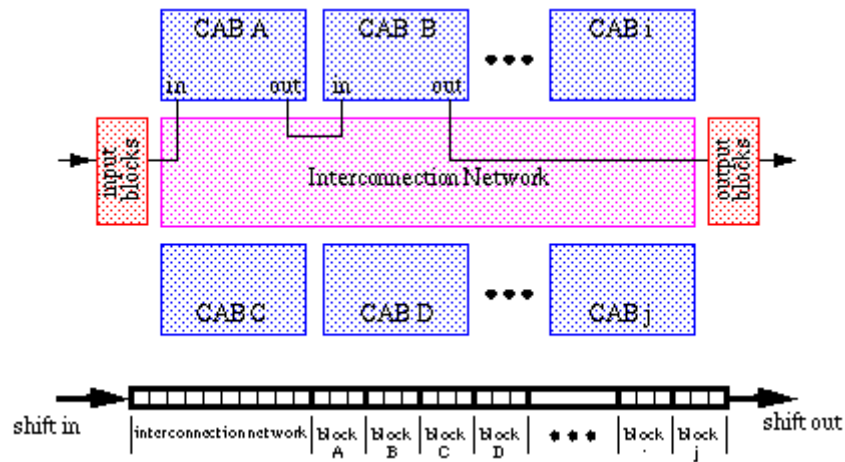 CAB A
CAB B
CAB i
in
out
in
out
input
blocks
Interconnection Network
output
blocks
CAB C
CAB D
CAB j
shift in
shift out
interconnection network
block
A
block
B
block
C
block
D
block
block
j